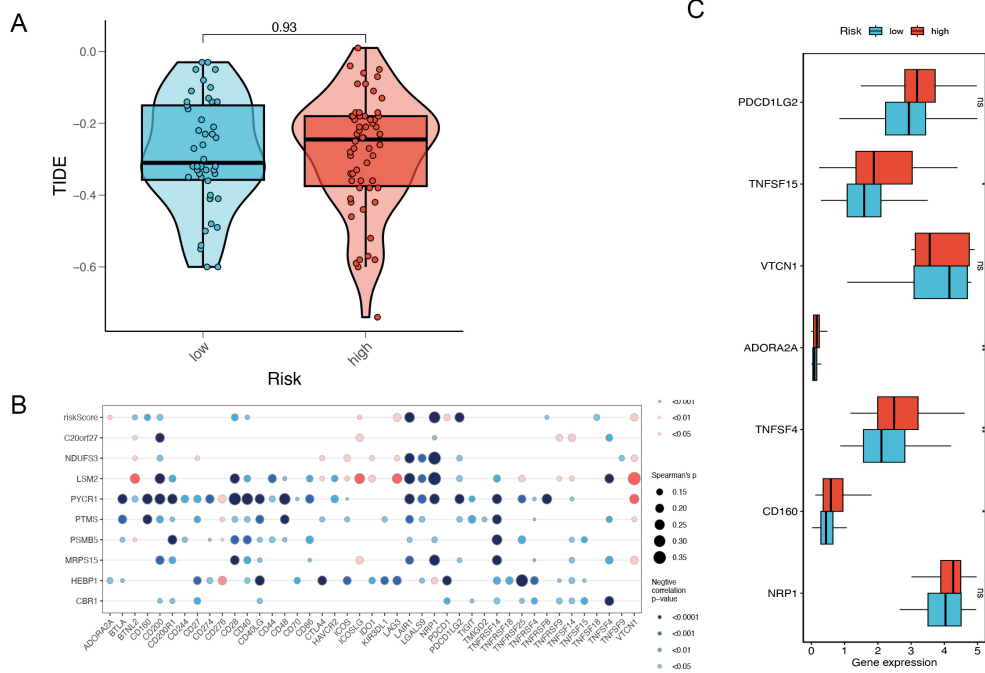 A
0.93
TIDE
0.0
−0.2
−0.4
−0.6
low
high
Risk
B
riskScore
C20orf27
NDUFS3
LSM2
PYCR1
PTMS
PSMB5
MRPS15
HEBP1
CBR1
ADORA2A
BTLA
BTNL2
CD160
CD200
CD200R1
CD244
CD27
CD274
CD276
CD28
CD40
CD40LG
CD44
CD48
CD70
CD86
CTLA4
HAVCR2
ICOS
ICOSLG
IDO1
KIR3DL1
LAG3
LAIR1
LGALS9
NRP1
PDCD1
PDCD1LG2
TIGIT
TMIGD2
TNFRSF14
TNFRSF18
TNFRSF25
TNFRSF4
TNFRSF8
TNFRSF9
TNFSF14
TNFSF15
TNFSF18
TNFSF4
TNFSF9
VTCN1
<0.001
<0.01
<0.05
Spearman's p
0.15
0.20
0.25
0.30
0.35
Negtive
correlation
p-value
<0.0001
<0.001
<0.01
<0.05
C
Risk low high
PDCD1LG2
ns
TNFSF15
VTCN1
ns
ADORA2A
TNFSF4
CD160
NRP1
ns
0 1 2 3 4 5
Gene expression